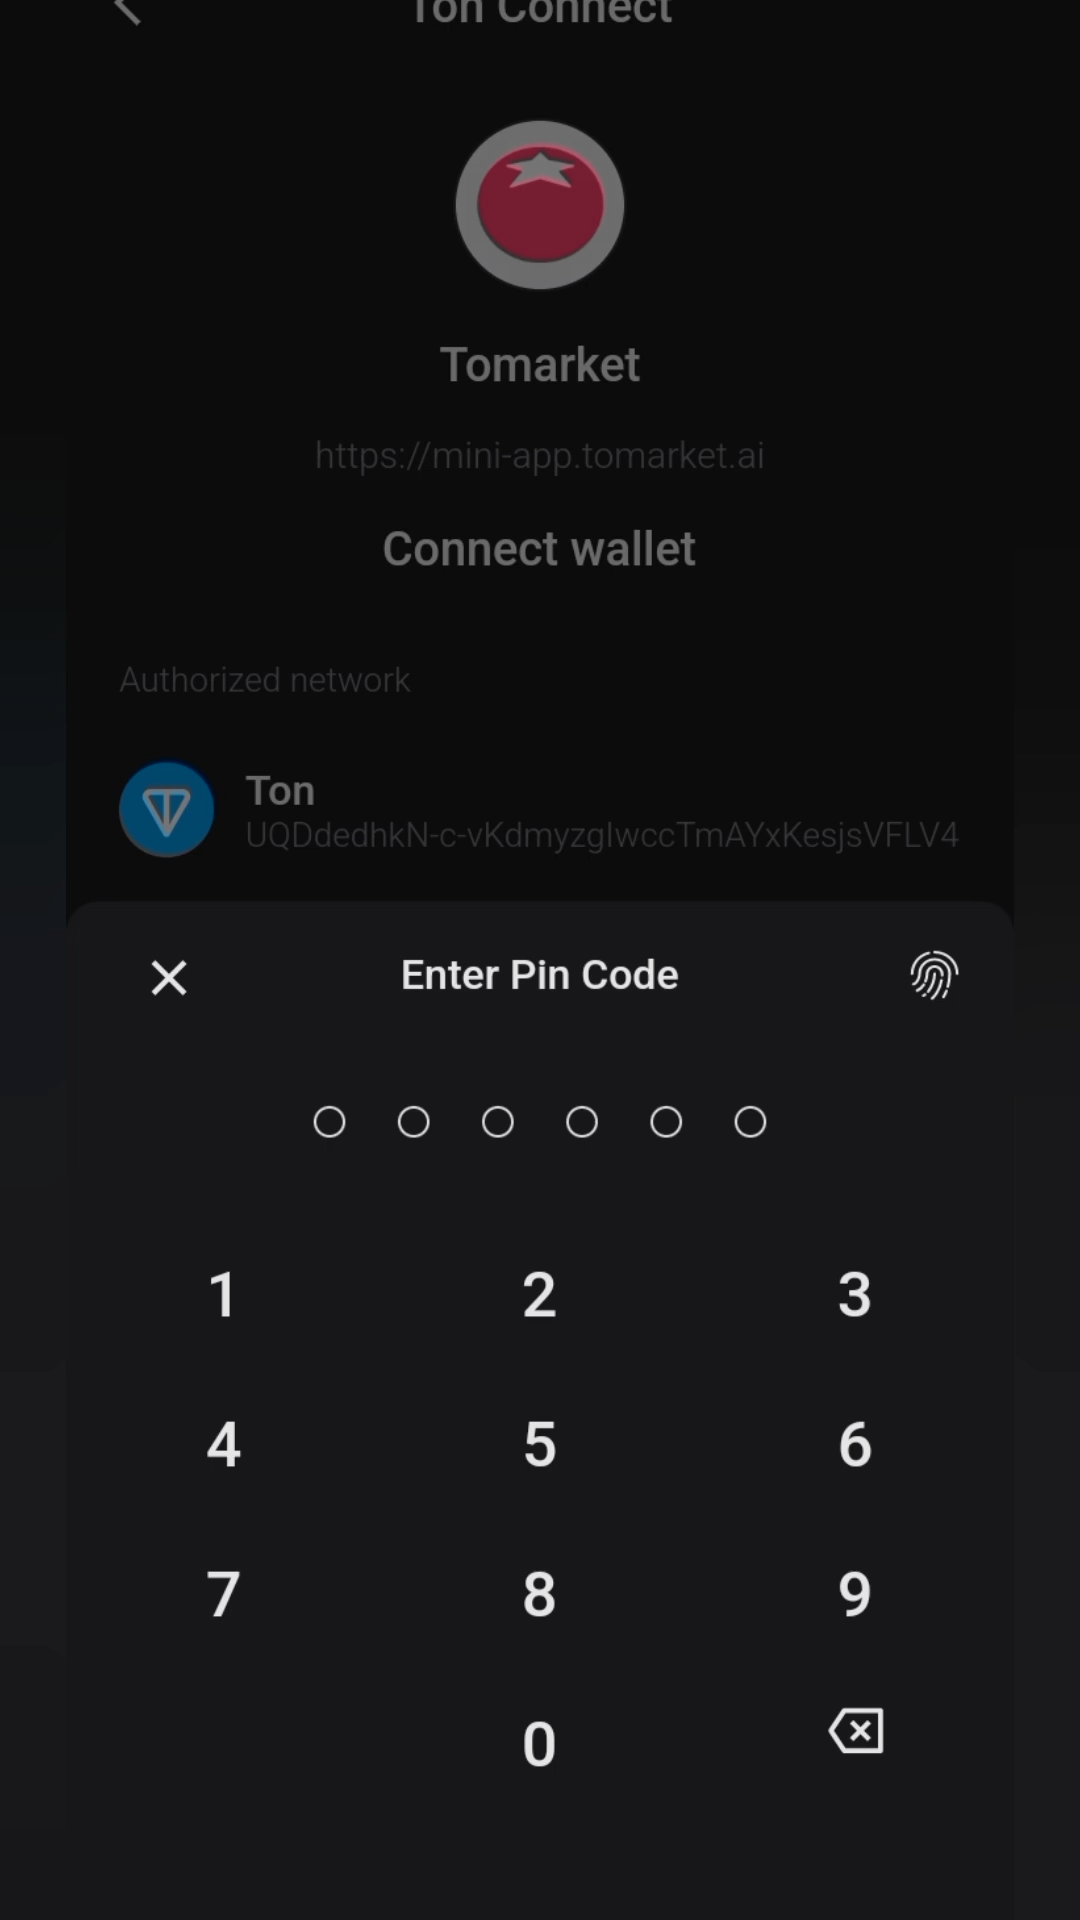 Ton Connect
Tomarket
https://mini-app.tomarket.ai
Connect wallet
Authorized network
Ton
UQDdedhkN-c-vKdmyzglwccTmAYxKesjsVFLV4
Enter Pin Code
1 2 3
4 5 6
7 8 9
0